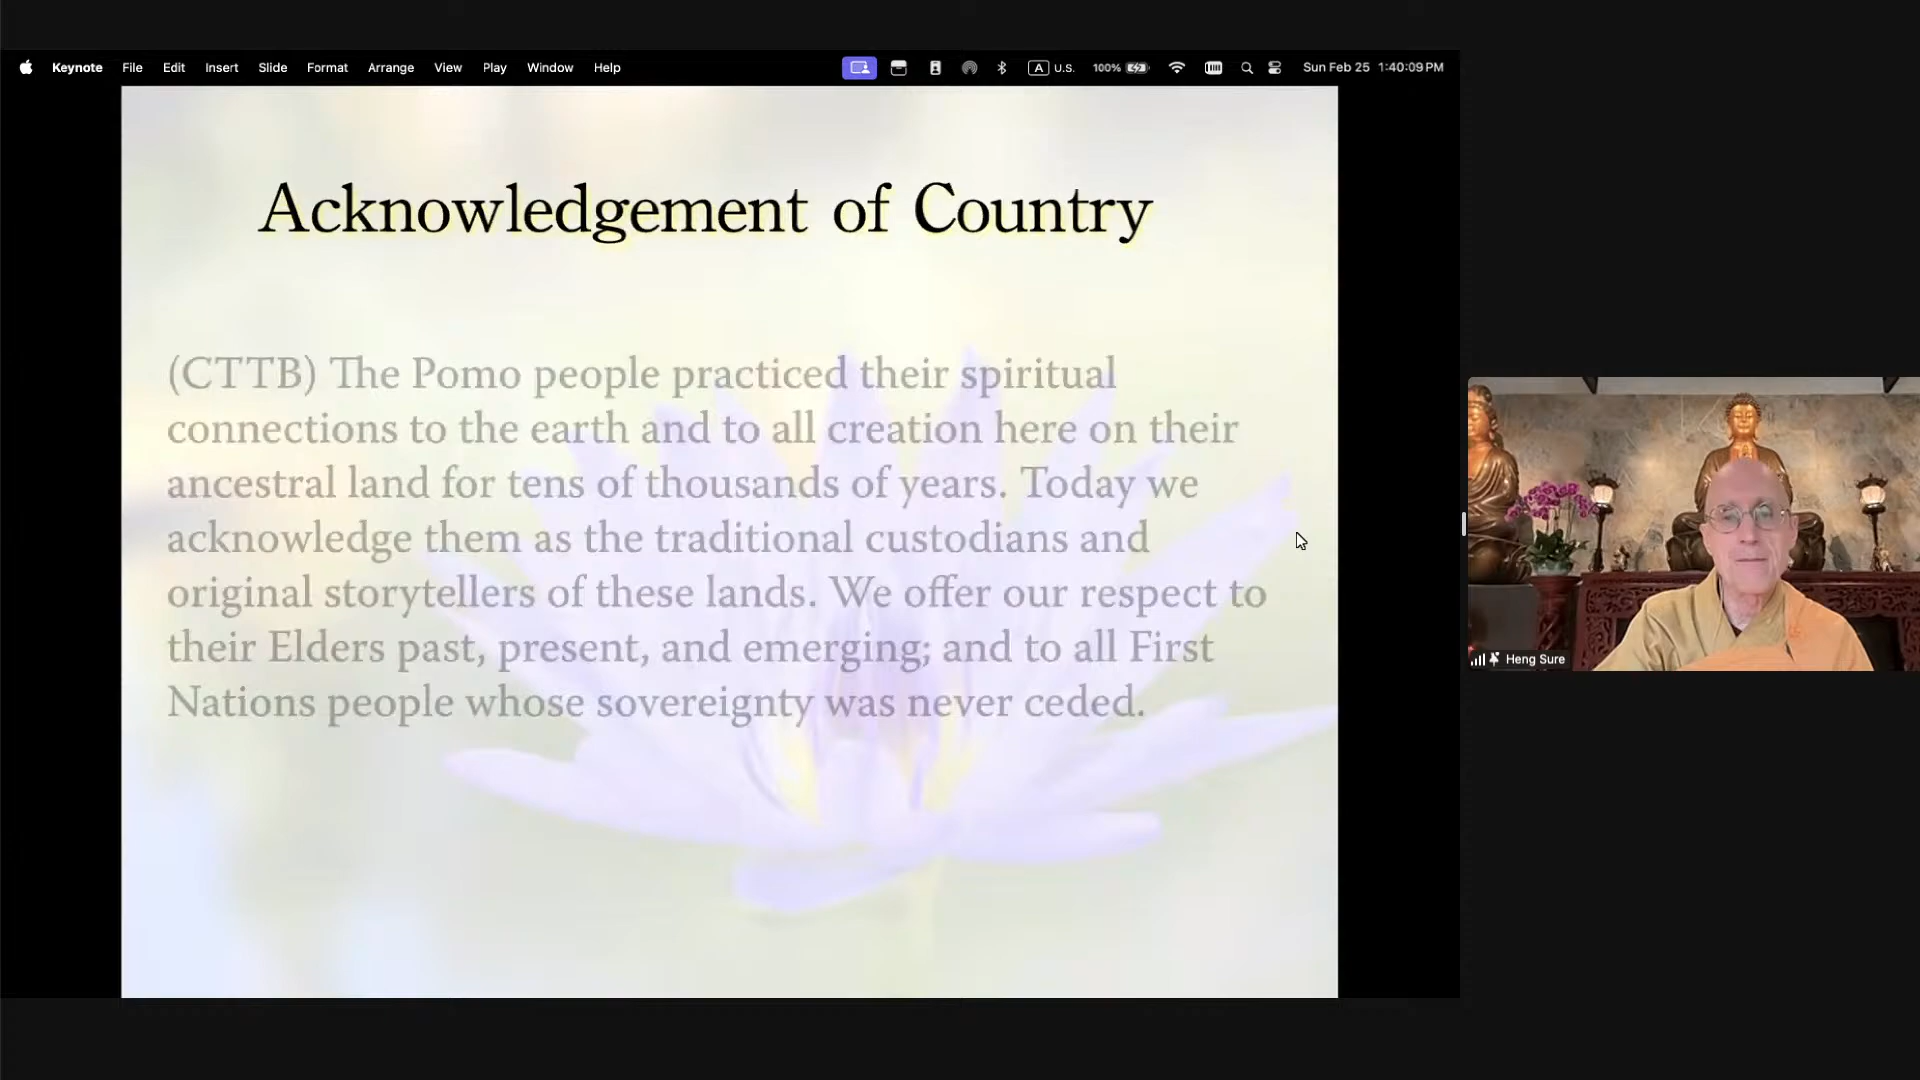 Keynote File Edit Insert Slide Format Arrange View Play Window Help A U.S. 100% Sun Feb 25 1:40:09 PM
Acknowledgement of Country
(CTTB) The Pomo people practiced their spiritual
connections to the earth and to all creation here on their
ancestral land for tens of thousands of years. Today we
acknowledge them as the traditional custodians and
original storytellers of these lands. We offer our respect to
their Elders past, present, and emerging; and to all First
Nations people whose sovereignty was never ceded.
Heng Sure